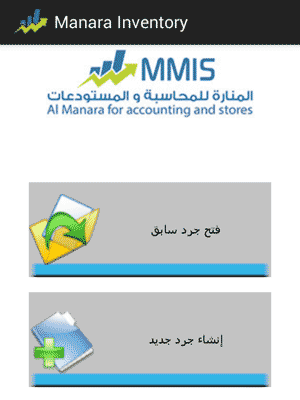 Manara Inventory
MMIS
المنارة للمحاسبة و المستودعات
Al Manara for accounting and stores
فتح جرد سابق
إنشاء جرد جديد